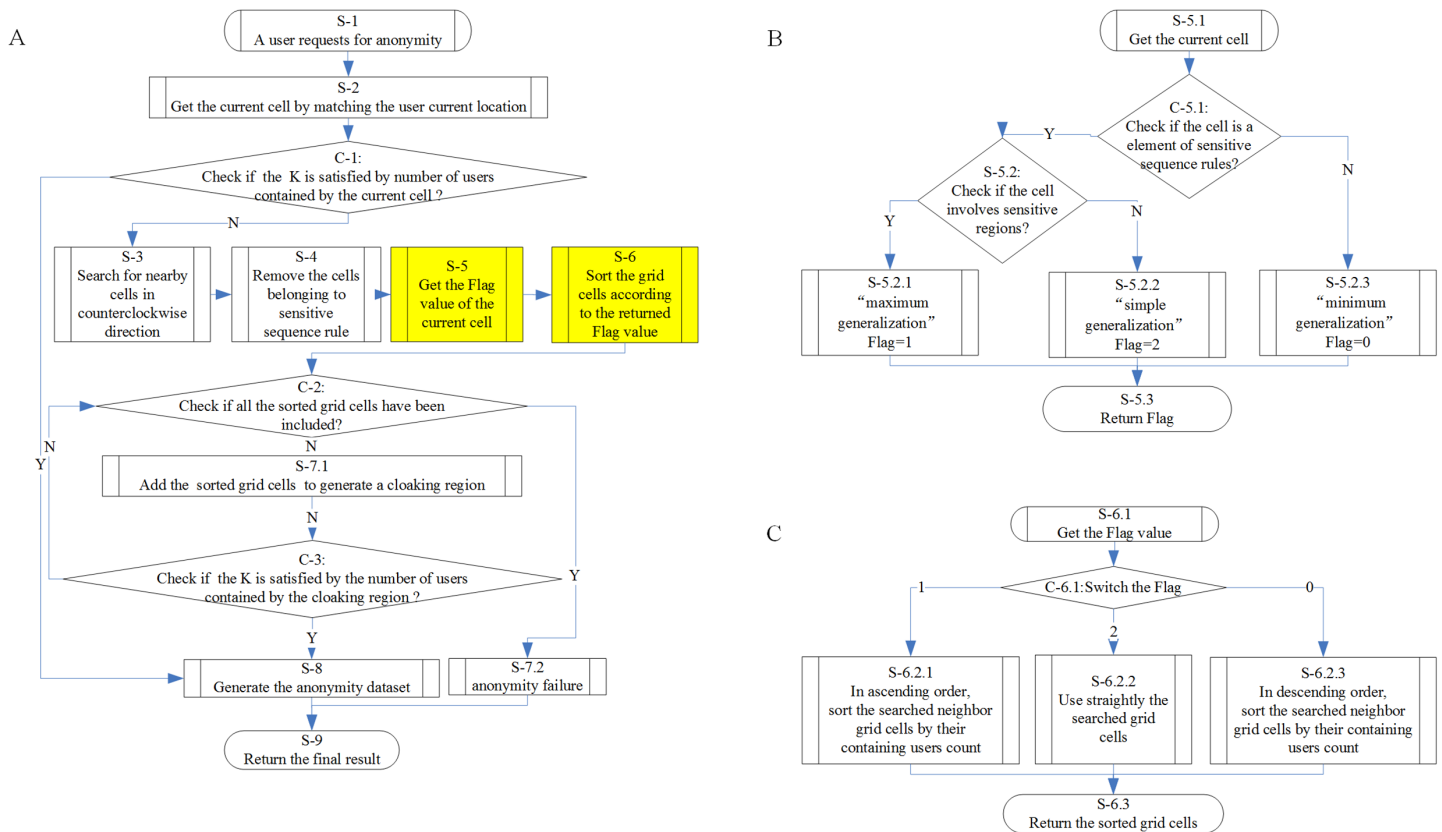 A
S-1
A user requests for anonymity
S-2
Get the current cell by matching the user current location
C-1:
Check if the K is satisfied by number of users
contained by the current cell ?
N
S-3
Search for nearby
cells in
counterclockwise
direction
S-4
Remove the cells
belonging to
sensitive
sequence rule
S-5
Get the Flag
value of the
current cell
S-6
Sort the grid
cells according
to the returned
Flag value
C-2:
Check if all the sorted grid cells have been
included?
N
Y
N
S-7.1
Add the sorted grid cells to generate a cloaking region
N
C-3:
Check if the K is satisfied by the number of users
contained by the cloaking region ?
Y
Y
S-8
Generate the anonymity dataset
S-7.2
anonymity failure
S-9
Return the final result
B
S-5.1
Get the current cell
C-5.1:
Check if the cell is a
element of sensitive
sequence rules?
Y
N
S-5.2:
Check if the cell
involves sensitive
regions?
Y
N
S-5.2.1
“maximum
generalization”
Flag=1
S-5.2.2
“simple
generalization”
Flag=2
S-5.2.3
“minimum
generalization”
Flag=0
S-5.3
Return Flag
C
S-6.1
Get the Flag value
C-6.1:Switch the Flag
1
0
2
S-6.2.1
In ascending order,
sort the searched neighbor
grid cells by their
containing users count
S-6.2.2
Use straightly the
searched grid
cells
S-6.2.3
In descending order,
sort the searched neighbor
grid cells by their containing
users count
S-6.3
Return the sorted grid cells